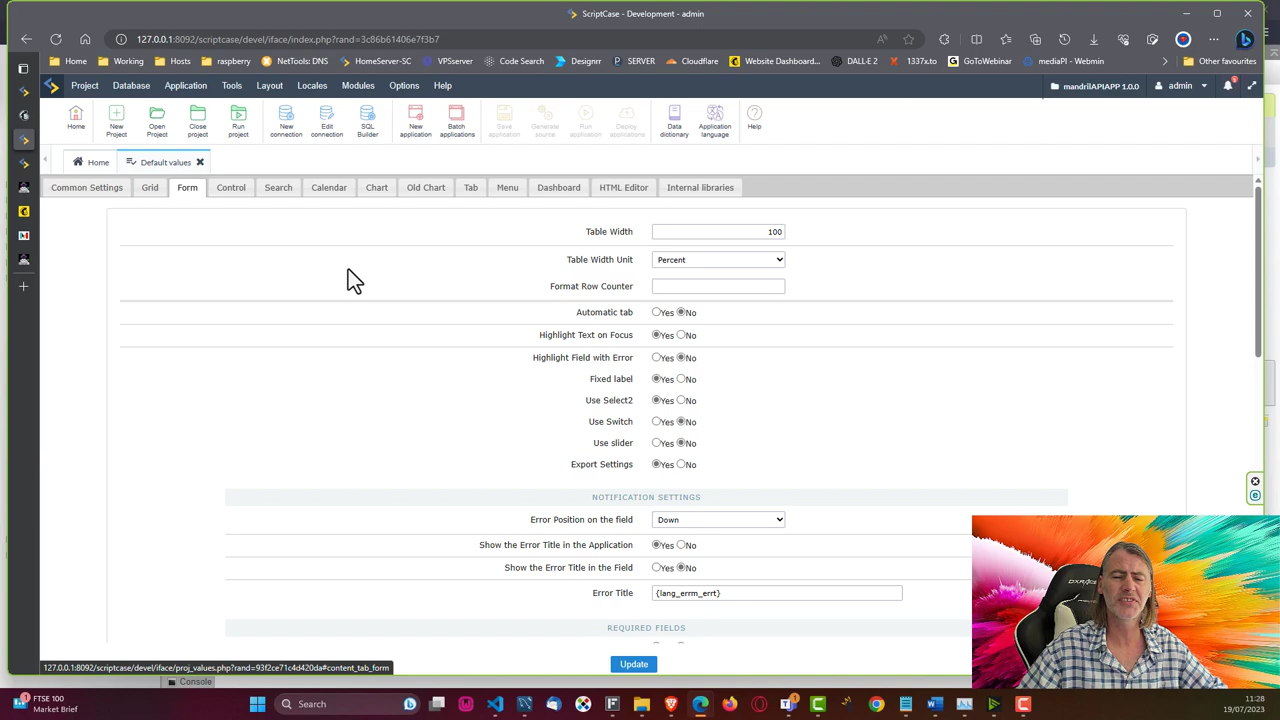 ScriptCase - Development - admin
127.0.0.1:8092/scriptcase/devel/iface/index.php?rand=3c86b61406e7f3b7
Home Working Hosts raspberry NetTools: DNS HomeServer-SC VPSserver Code Search Designrr SERVER Cloudflare Website Dashboard... DALL-E 2 1337x.to GoToWebinar mediaPI - Webmin Other favourites
Project Database Application Tools Layout Locales Modules Options Help mandrilAPIAPP 1.0.0 admin
Home
New Project
Open Project
Close project
Run project
New connection
Edit connection
SQL Builder
New application
Batch applications
Save application
Generate source
Run application
Deploy applications
Data dictionary
Application language
Help
Home Default values
Common Settings Grid Form Control Search Calendar Chart Old Chart Tab Menu Dashboard HTML Editor Internal libraries
Table Width 100
Table Width Unit Percent
Format Row Counter
Automatic tab Yes No
Highlight Text on Focus Yes No
Highlight Field with Error Yes No
Fixed label Yes No
Use Select2 Yes No
Use Switch Yes No
Use slider Yes No
Export Settings Yes No
NOTIFICATION SETTINGS
Error Position on the field Down
Show the Error Title in the Application Yes No
Show the Error Title in the Field Yes No
Error Title {lang_errm_errt}
REQUIRED FIELDS
Update
127.0.0.1:8092/scriptcase/devel/iface/proj_values.php?rand=93f2ce71c4d420da#content_tab_form
Console
DXRACER
FTSE 100
Market Brief
Search
11:28
19/07/2023